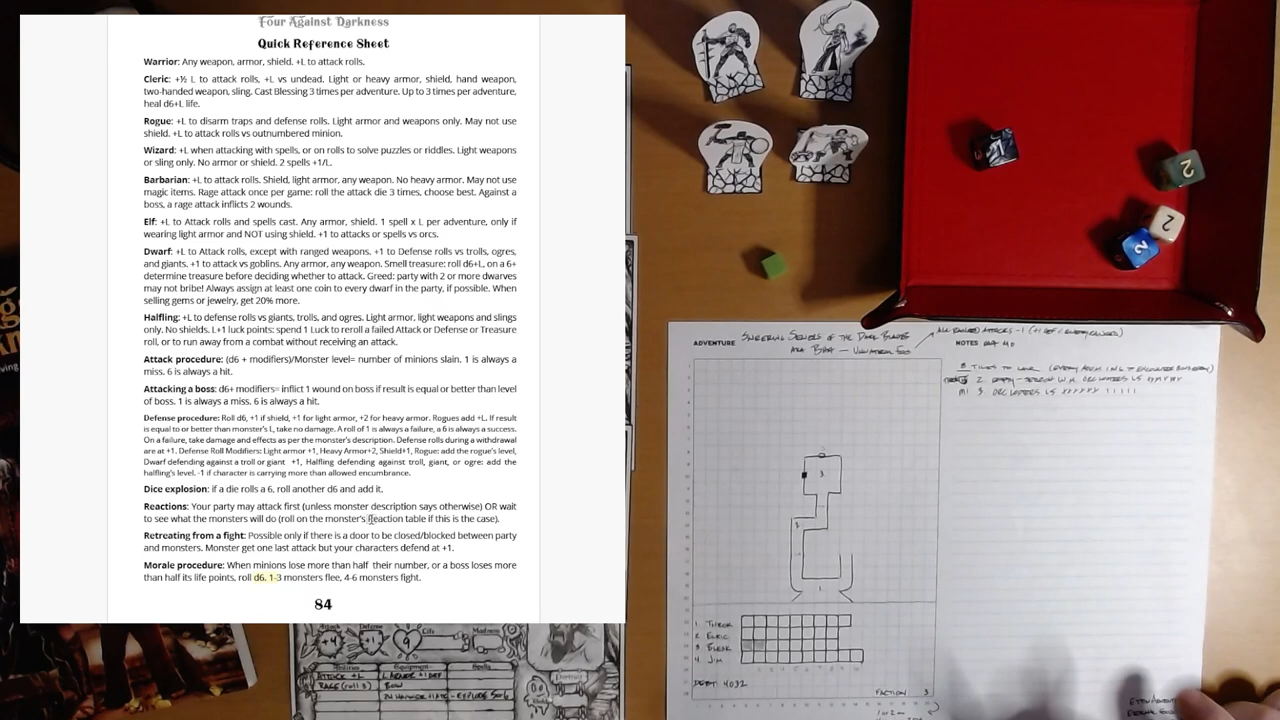 Four Against Darkness
Quick Reference Sheet
Warrior: Any weapon, armor, shield. +L to attack rolls.
Cleric: +½ L to attack rolls, +L vs undead. Light or heavy armor, shield, hand weapon,
two-handed weapon, sling. Cast Blessing 3 times per adventure. Up to 3 times per adventure,
heal d6+L life.
Rogue: +L to disarm traps and defense rolls. Light armor and weapons only. May not use
shield. +L to attack rolls vs outnumbered minion.
Wizard: +L when attacking with spells, or on rolls to solve puzzles or riddles. Light weapons
or sling only. No armor or shield. 2 spells +1/L.
Barbarian: +L to attack rolls. Shield, light armor, any weapon. No heavy armor. May not use
magic items. Rage attack once per game: roll the attack die 3 times, choose best. Against a
boss, a rage attack inflicts 2 wounds.
Elf: +L to Attack rolls and spells cast. Any armor, shield. 1 spell x L per adventure, only if
wearing light armor and NOT using shield. +1 to attacks or spells vs orcs.
Dwarf: +L to Attack rolls, except with ranged weapons. +1 to Defense rolls vs trolls, ogres,
and giants. +1 to attack vs goblins. Any armor, any weapon. Smell treasure: roll d6+L, on a 6+
determine treasure before deciding whether to attack. Greed: party with 2 or more dwarves
may not bribe! Always assign at least one coin to every dwarf in the party, if possible. When
selling gems or jewelry, get 20% more.
Halfling: +L to defense rolls vs giants, trolls, and ogres. Light armor, light weapons and slings
only. No shields. L+1 luck points: spend 1 Luck to reroll a failed Attack or Defense or Treasure
roll, or to run away from a combat without receiving an attack.
Attack procedure: (d6 + modifiers)/Monster level= number of minions slain. 1 is always a
miss. 6 is always a hit.
Attacking a boss: d6+ modifiers= inflict 1 wound on boss if result is equal or better than level
of boss. 1 is always a miss. 6 is always a hit.
Defense procedure: Roll d6, +1 if shield, +1 for light armor, +2 for heavy armor. Rogues add +L. If result
is equal to or better than monster's L, take no damage. A roll of 1 is always a failure, a 6 is always a success.
On a failure, take damage and effects as per the monster's description. Defense rolls during a withdrawal
are at +1. Defense Roll Modifiers: Light armor +1, Heavy Armor+2, Shield+1, Rogue: add the rogue's level,
Dwarf defending against a troll or giant +1, Halfling defending against troll, giant, or ogre: add the
halfling's level. -1 if character is carrying more than allowed encumbrance.
Dice explosion: if a die rolls a 6, roll another d6 and add it.
Reactions: Your party may attack first (unless monster description says otherwise) OR wait
to see what the monsters will do (roll on the monster's Reaction table if this is the case).
Retreating from a fight: Possible only if there is a door to be closed/blocked between party
and monsters. Monster get one last attack but your characters defend at +1.
Morale procedure: When minions lose more than half their number, or a boss loses more
than half its life points, roll d6. 1-3 monsters flee, 4-6 monsters fight.
84
ADVENTURE
NOTES
Life
Madness
Equipment
Spells
ATTACK +L
RAGE (roll 3)
BOW
2
2
2
1
2
3
4
DEBT: 4032
FACTION 3